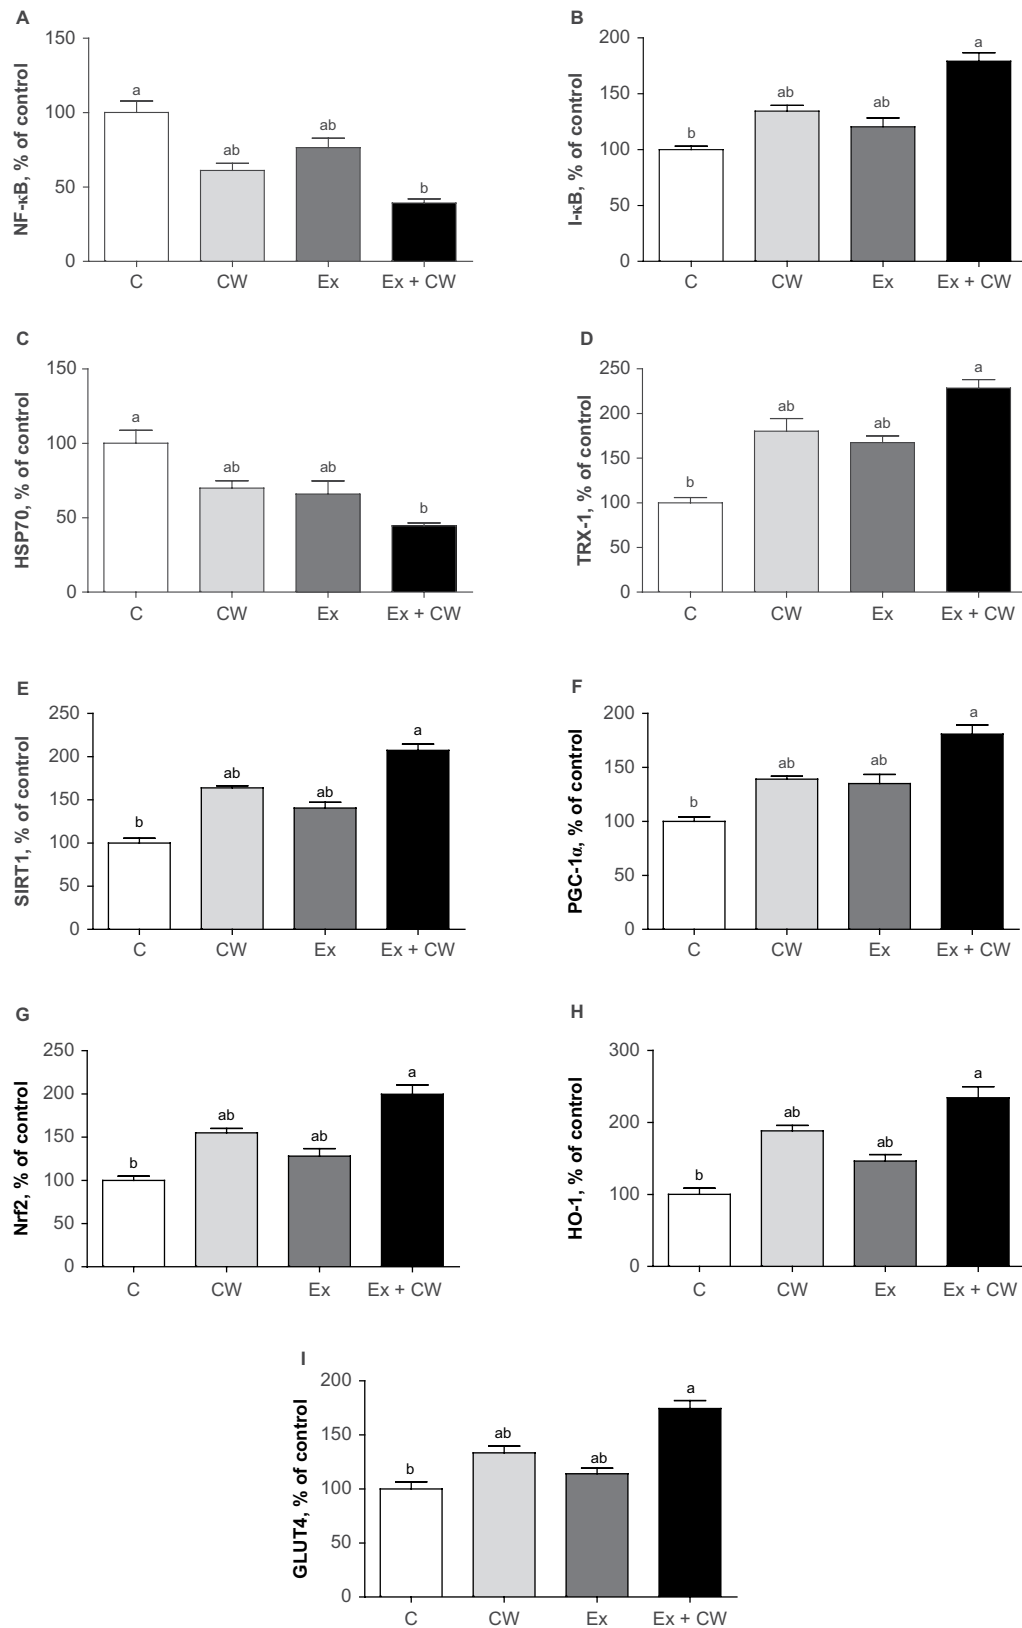 A
NF-κB, % of control
150
100
50
0
a
ab
ab
b
C
CW
Ex
Ex + CW
B
I-κB, % of control
200
150
100
50
0
b
ab
ab
a
C
CW
Ex
Ex + CW
C
HSP70, % of control
150
100
50
0
a
ab
ab
b
C
CW
Ex
Ex + CW
D
TRX-1, % of control
250
200
150
100
50
0
b
ab
ab
a
C
CW
Ex
Ex + CW
E
SIRT1, % of control
250
200
150
100
50
0
b
ab
ab
a
C
CW
Ex
Ex + CW
F
PGC-1α, % of control
200
150
100
50
0
b
ab
ab
a
C
CW
Ex
Ex + CW
G
Nrf2, % of control
250
200
150
100
50
0
b
ab
ab
a
C
CW
Ex
Ex + CW
H
HO-1, % of control
300
200
100
0
b
ab
ab
a
C
CW
Ex
Ex + CW
I
GLUT4, % of control
200
150
100
50
0
b
ab
ab
a
C
CW
Ex
Ex + CW